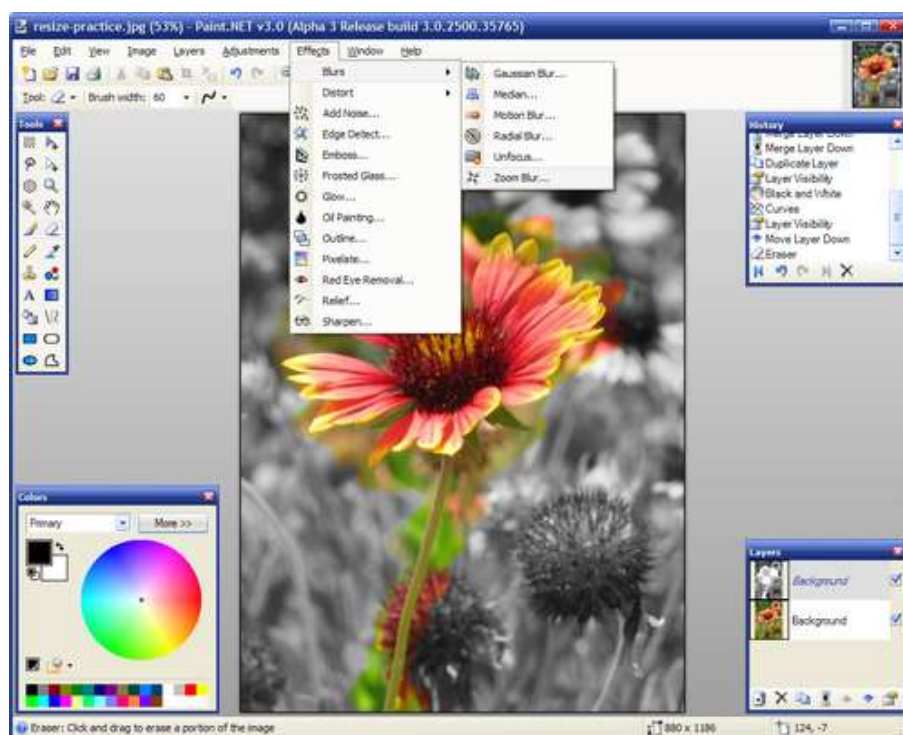 resize-practice.jpg (53%) - Paint.NET v3.0 (Alpha 3 Release build 3.0.2500.35765)
File Edit View Image Layers Adjustments Effects Window Help
Tool: Brush width: 60
Blurs
Distort
Add Noise...
Edge Detect...
Emboss...
Frosted Glass...
Glow...
Oil Painting...
Outline...
Pixelate...
Red Eye Removal...
Relief...
Sharpen...
Gaussian Blur...
Median...
Motion Blur...
Radial Blur...
Unfocus...
Zoom Blur...
Tools
History
Merge Layer Down
Merge Layer Down
Duplicate Layer
Layer Visibility
Black and White
Curves
Layer Visibility
Move Layer Down
Eraser
Colors
Primary More >>
Layers
Background
Background
Eraser: Click and drag to erase a portion of the image 880 x 1186 124, -7